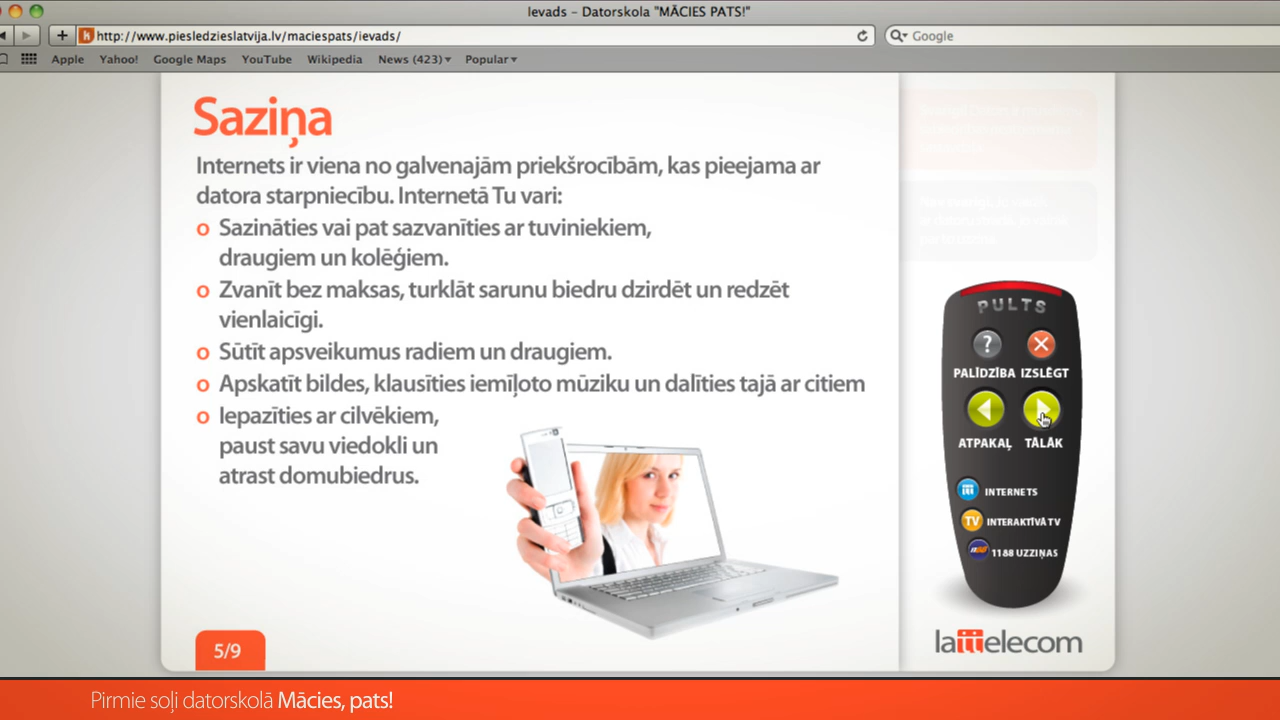 Ievads – Datorskola "MĀCIES PATS!"
http://www.piesledzieslatvija.lv/maciespats/ievads/
Google
Apple Yahoo! Google Maps YouTube Wikipedia News (423) Popular
Saziņa
Internets ir viena no galvenajām priekšrocībām, kas pieejama ar
datora starpniecību. Internetā Tu vari:
o Sazināties vai pat sazvanīties ar tuviniekiem,
draugiem un kolēģiem.
o Zvanīt bez maksas, turklāt sarunu biedru dzirdēt un redzēt
vienlaicīgi.
o Sūtīt apsveikumus radiem un draugiem.
o Apskatīt bildes, klausīties iemīļoto mūziku un dalīties tajā ar citiem
o Iepazīties ar cilvēkiem,
paust savu viedokli un
atrast domubiedrus.
5/9
PULTS
?
PALĪDZĪBA IZSLĒGT
ATPAKAĻ TĀLĀK
INTERNETS
TV INTERAKTĪVĀ TV
1188 UZZIŅAS
lattelecom
Pirmie soļi datorskolā Mācies, pats!